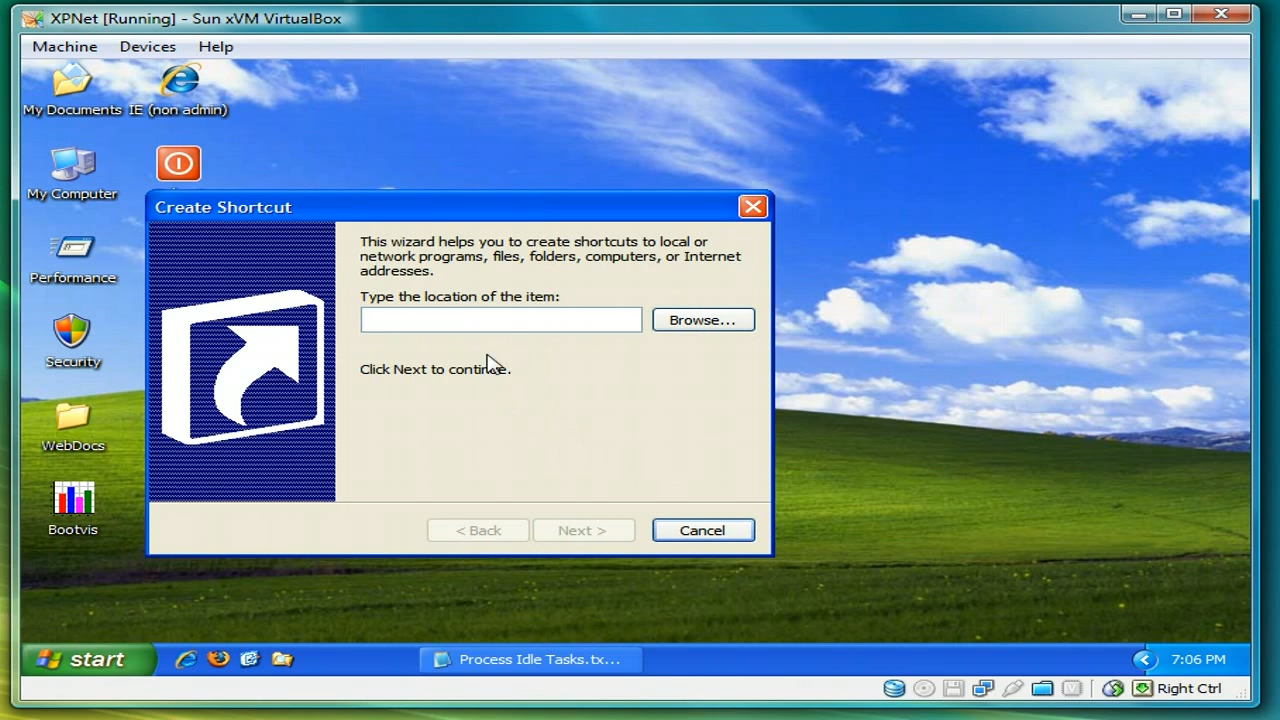 XPNet [Running] - Sun xVM VirtualBox
Machine Devices Help
My Documents
IE (non admin)
My Computer
Performance
Security
WebDocs
Bootvis
Create Shortcut
This wizard helps you to create shortcuts to local or
network programs, files, folders, computers, or Internet
addresses.
Type the location of the item:
Browse...
Click Next to continue.
< Back
Next >
Cancel
start
Process Idle Tasks.tx...
7:06 PM
Right Ctrl